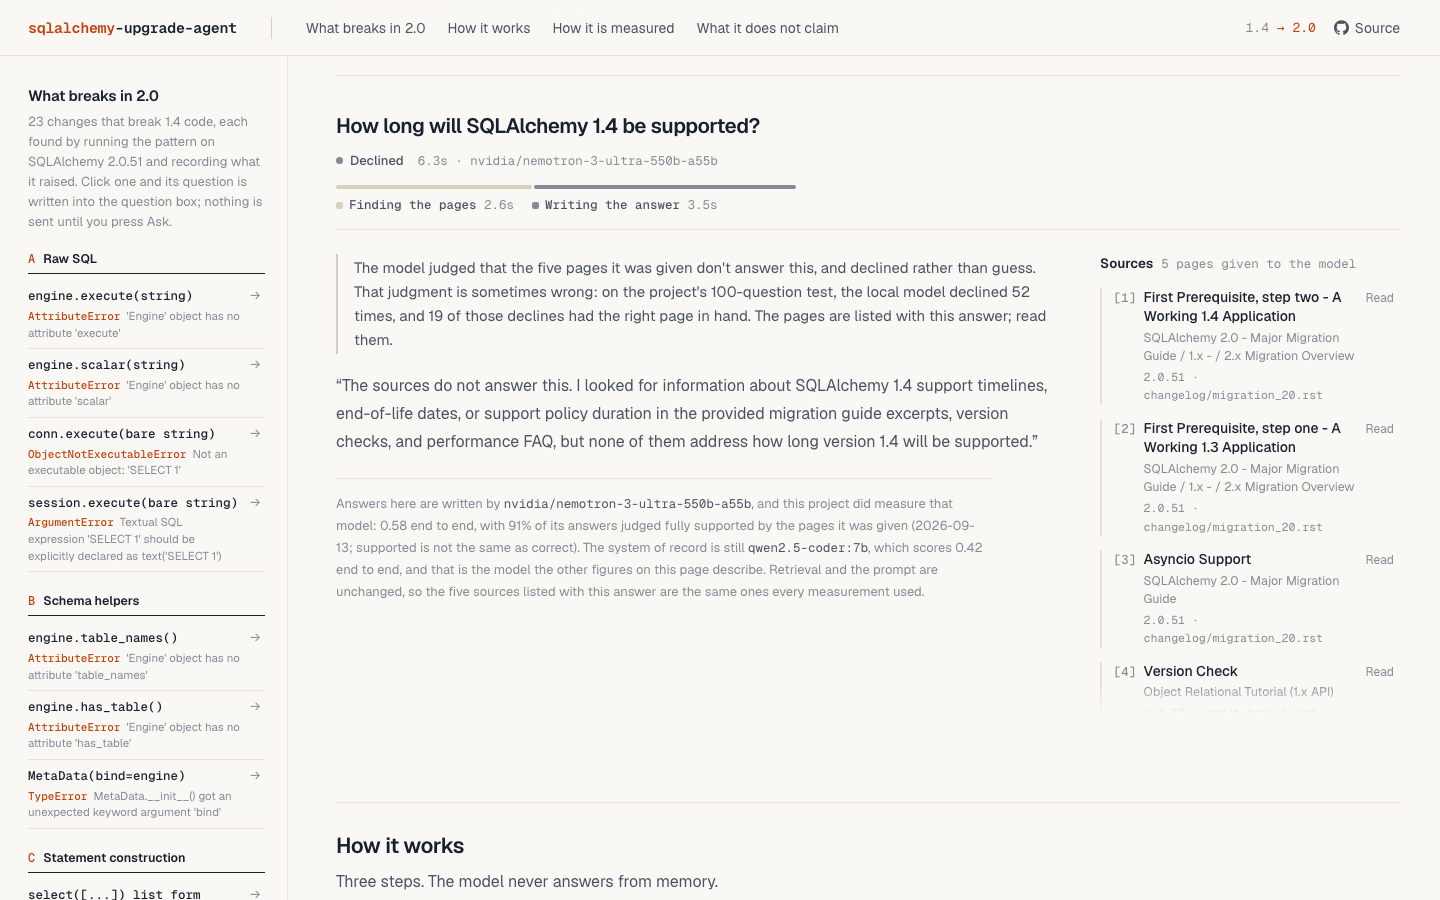 sqlalchemy-upgrade-agent
What breaks in 2.0
How it works
How it is measured
What it does not claim
1.4 → 2.0
Source
What breaks in 2.0
23 changes that break 1.4 code, each
found by running the pattern on
SQLAlchemy 2.0.51 and recording what
it raised. Click one and its question is
written into the question box; nothing is
sent until you press Ask.
A Raw SQL
engine.execute(string) →
AttributeError 'Engine' object has no
attribute 'execute'
engine.scalar(string) →
AttributeError 'Engine' object has no
attribute 'scalar'
conn.execute(bare string) →
ObjectNotExecutableError Not an
executable object: 'SELECT 1'
session.execute(bare string) →
ArgumentError Textual SQL
expression 'SELECT 1' should be
explicitly declared as text('SELECT 1')
B Schema helpers
engine.table_names() →
AttributeError 'Engine' object has no
attribute 'table_names'
engine.has_table() →
AttributeError 'Engine' object has no
attribute 'has_table'
MetaData(bind=engine) →
TypeError MetaData.__init__() got an
unexpected keyword argument 'bind'
C Statement construction
select([...]) list form →
How long will SQLAlchemy 1.4 be supported?
Declined 6.3s · nvidia/nemotron-3-ultra-550b-a55b
Finding the pages 2.6s Writing the answer 3.5s
The model judged that the five pages it was given don't answer this, and declined rather than guess.
That judgment is sometimes wrong: on the project's 100-question test, the local model declined 52
times, and 19 of those declines had the right page in hand. The pages are listed with this answer; read
them.
“The sources do not answer this. I looked for information about SQLAlchemy 1.4 support timelines,
end-of-life dates, or support policy duration in the provided migration guide excerpts, version
checks, and performance FAQ, but none of them address how long version 1.4 will be supported.”
Answers here are written by nvidia/nemotron-3-ultra-550b-a55b, and this project did measure that
model: 0.58 end to end, with 91% of its answers judged fully supported by the pages it was given (2026-09-
13; supported is not the same as correct). The system of record is still qwen2.5-coder:7b, which scores 0.42
end to end, and that is the model the other figures on this page describe. Retrieval and the prompt are
unchanged, so the five sources listed with this answer are the same ones every measurement used.
Sources 5 pages given to the model
[1] First Prerequisite, step two - A Read
Working 1.4 Application
SQLAlchemy 2.0 - Major Migration
Guide / 1.x - / 2.x Migration Overview
2.0.51 ·
changelog/migration_20.rst
[2] First Prerequisite, step one - A Read
Working 1.3 Application
SQLAlchemy 2.0 - Major Migration
Guide / 1.x - / 2.x Migration Overview
2.0.51 ·
changelog/migration_20.rst
[3] Asyncio Support Read
SQLAlchemy 2.0 - Major Migration
Guide
2.0.51 ·
changelog/migration_20.rst
[4] Version Check Read
Object Relational Tutorial (1.x API)
How it works
Three steps. The model never answers from memory.